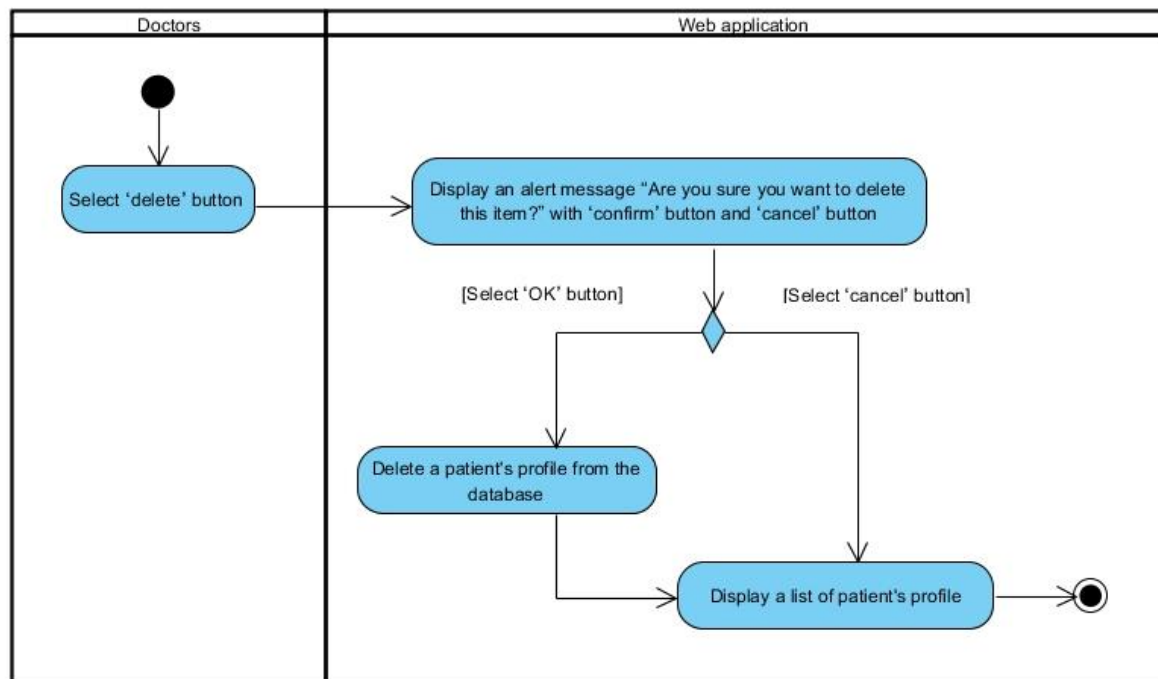 Doctors
Web application
Select ‘delete’ button
Display an alert message “Are you sure you want to delete
this item?” with ‘confirm’ button and ‘cancel’ button
[Select ‘OK’ button]
[Select ‘cancel’ button]
Delete a patient's profile from the
database
Display a list of patient's profile